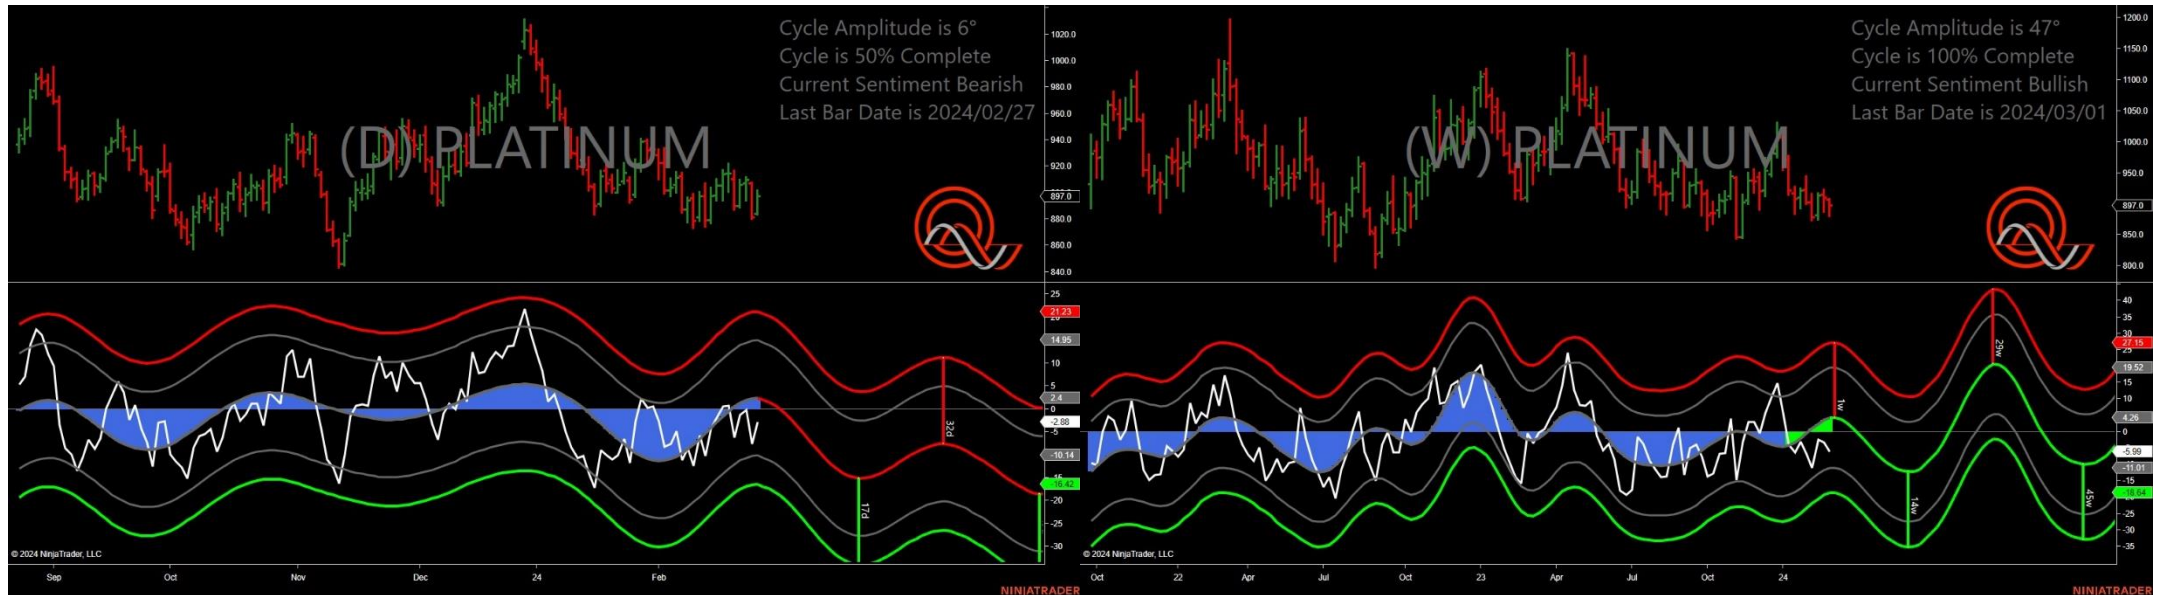 Cycle Amplitude is 6°
Cycle is 50% Complete
Current Sentiment Bearish
Last Bar Date is 2024/02/27
(D) PLATINUM
1020.0
1000.0
980.0
960.0
940.0
920.0
897.0
880.0
860.0
840.0
25
21.23
14.95
10
5
2.4
0
-2.88
-5
-10.14
-16.42
-20
-25
-30
17d
32d
© 2024 NinjaTrader, LLC
Sep Oct Nov Dec 24 Feb
NINJATRADER
Cycle Amplitude is 47°
Cycle is 100% Complete
Current Sentiment Bullish
Last Bar Date is 2024/03/01
(W) PLATINUM
1200.0
1150.0
1100.0
1050.0
1000.0
950.0
897.0
850.0
800.0
40
35
30
27.15
25
19.52
15
10
4.26
0
-5.99
-11.01
-15
-18.64
-25
-30
-35
1w
14w
29w
45w
© 2024 NinjaTrader, LLC
Oct 22 Apr Jul Oct 23 Apr Jul Oct 24
NINJATRADER